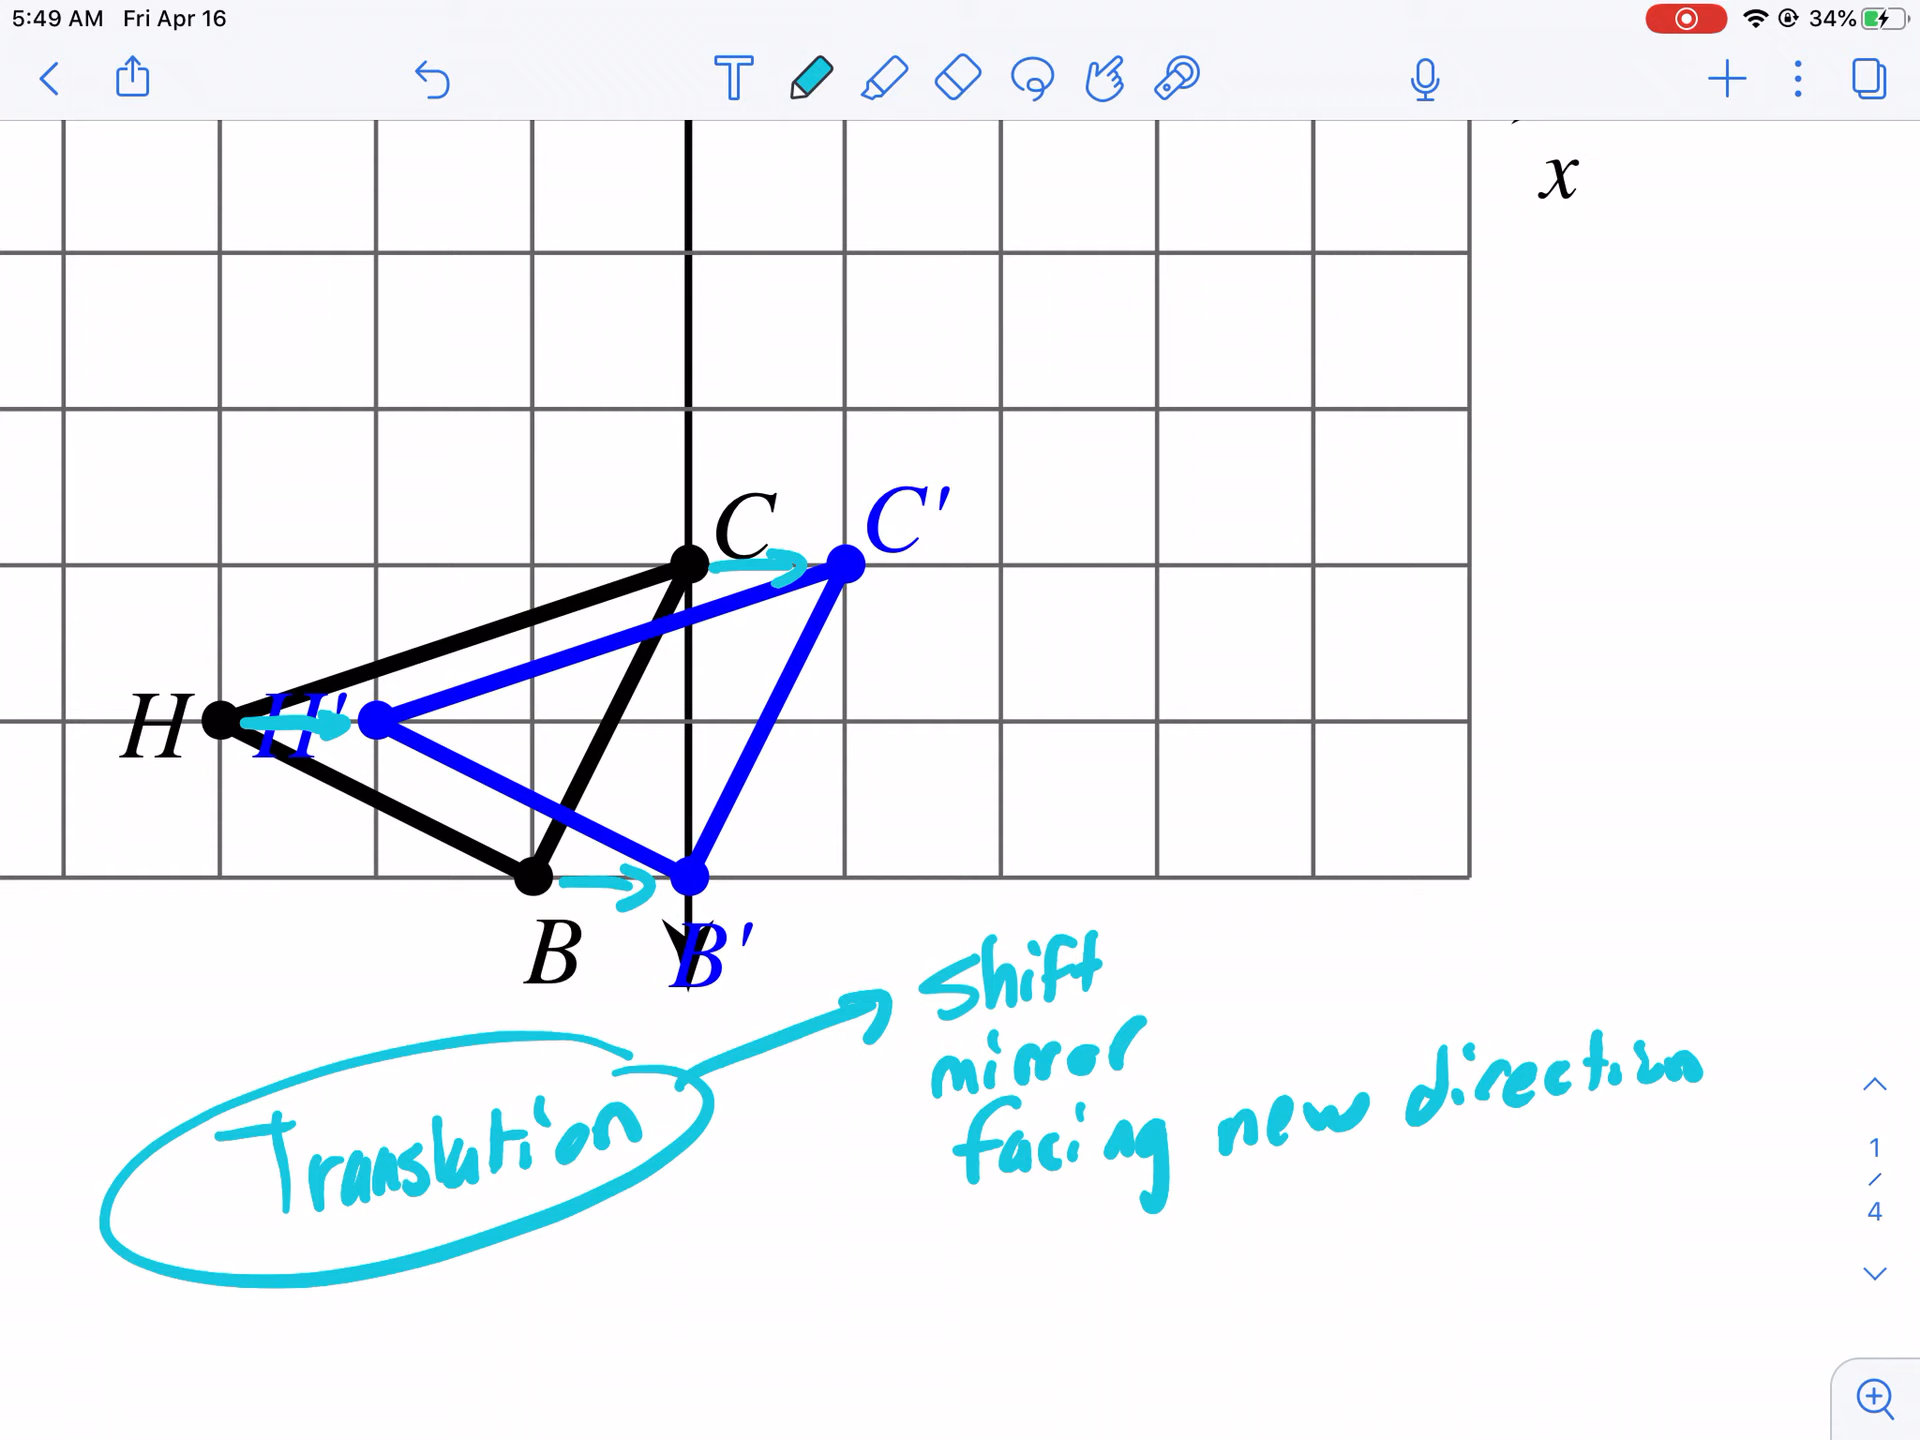 5:49 AM Fri Apr 16
34%
x
C
C'
H
H'
B
B'
Shift
mirror
Translation
facing new direction
1
/
4